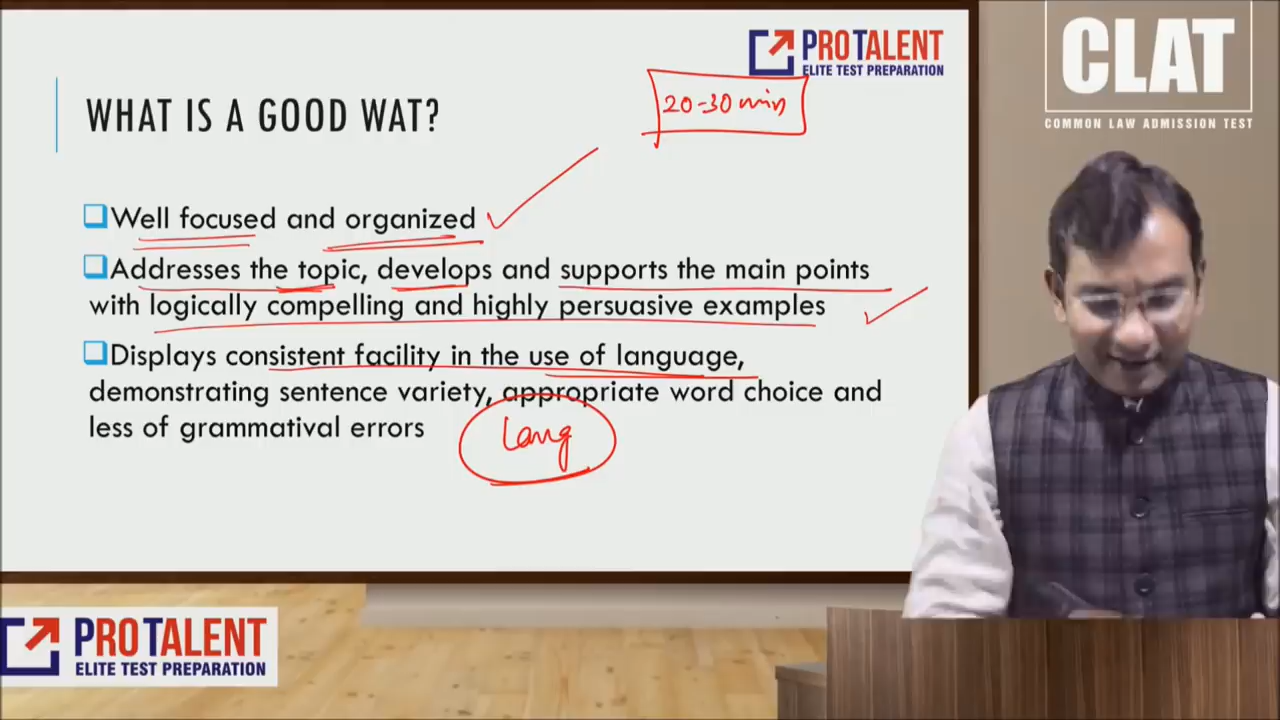 PROTALENT
ELITE TEST PREPARATION
CLAT
COMMON LAW ADMISSION TEST
20-30 min
WHAT IS A GOOD WAT?
Well focused and organized
Addresses the topic, develops and supports the main points
with logically compelling and highly persuasive examples
Displays consistent facility in the use of language,
demonstrating sentence variety, appropriate word choice and
less of grammatival errors
Lang
PROTALENT
ELITE TEST PREPARATION